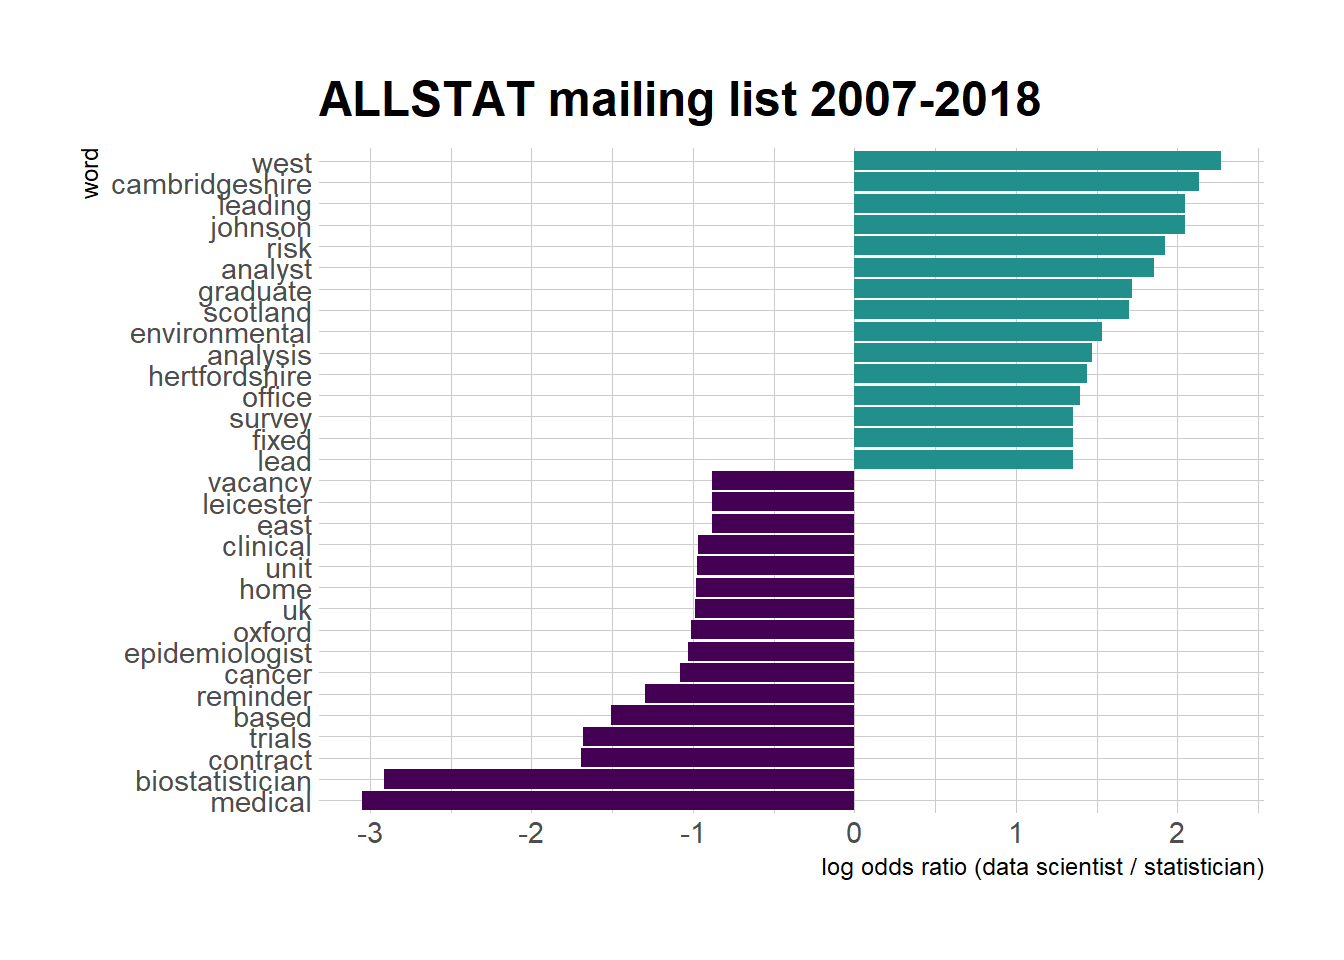 ALLSTAT mailing list 2007-2018
word
west
cambridgeshire
leading
johnson
risk
analyst
graduate
scotland
environmental
analysis
hertfordshire
office
survey
fixed
lead
vacancy
leicester
east
clinical
unit
home
uk
oxford
epidemiologist
cancer
reminder
based
trials
contract
biostatistician
medical
-3 -2 -1 0 1 2
log odds ratio (data scientist / statistician)